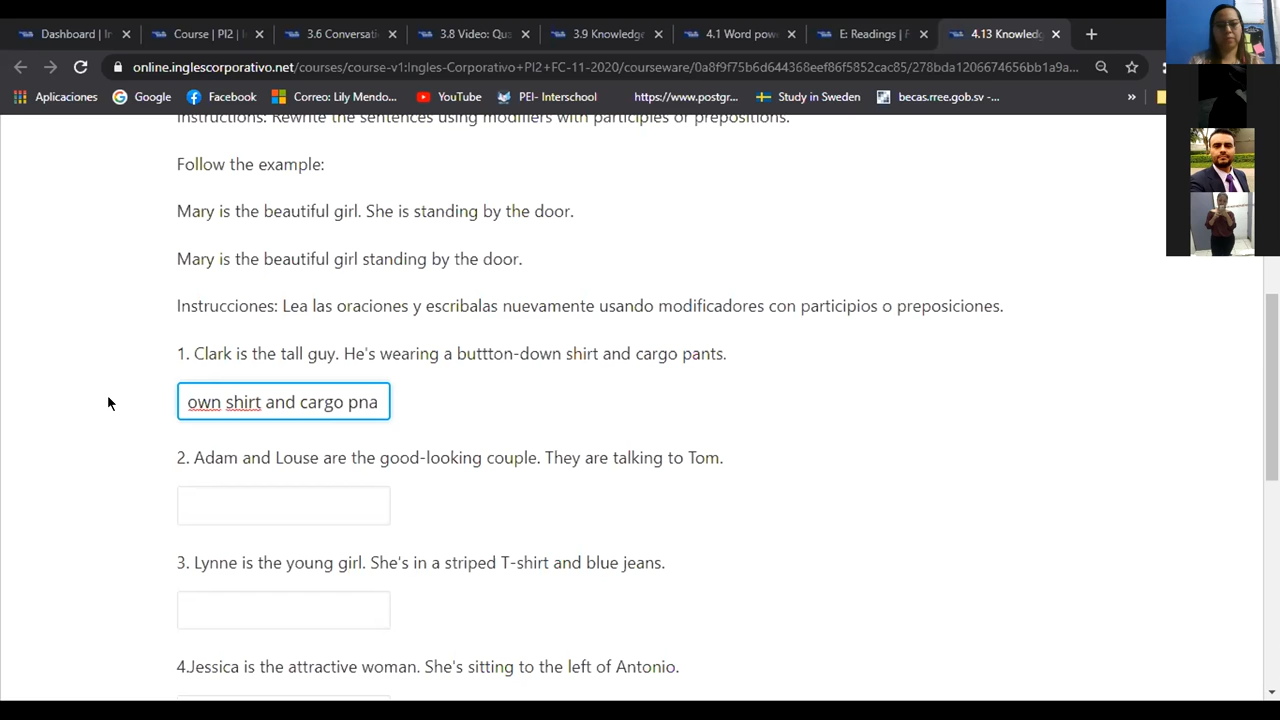 Dashboard | Ir
Course | PI2 |
3.6 Conversati
3.8 Video: Qua
3.9 Knowledge
4.1 Word pow
E: Readings | F
4.13 Knowledg
online.inglescorporativo.net/courses/course-v1:Ingles-Corporativo+PI2+FC-11-2020/courseware/0a8f9f75b6d644368eef86f5852cac85/278bda1206674656bb1a9a...
Aplicaciones
Google
Facebook
Correo: Lily Mendo...
YouTube
PEI- Interschool
https://www.postgr...
Study in Sweden
becas.rree.gob.sv -...
»
Instructions: Rewrite the sentences using modifiers with participles or prepositions.
Follow the example:
Mary is the beautiful girl. She is standing by the door.
Mary is the beautiful girl standing by the door.
Instrucciones: Lea las oraciones y escribalas nuevamente usando modificadores con participios o preposiciones.
1. Clark is the tall guy. He's wearing a buttton-down shirt and cargo pants.
own shirt and cargo pna
2. Adam and Louse are the good-looking couple. They are talking to Tom.
3. Lynne is the young girl. She's in a striped T-shirt and blue jeans.
4.Jessica is the attractive woman. She's sitting to the left of Antonio.